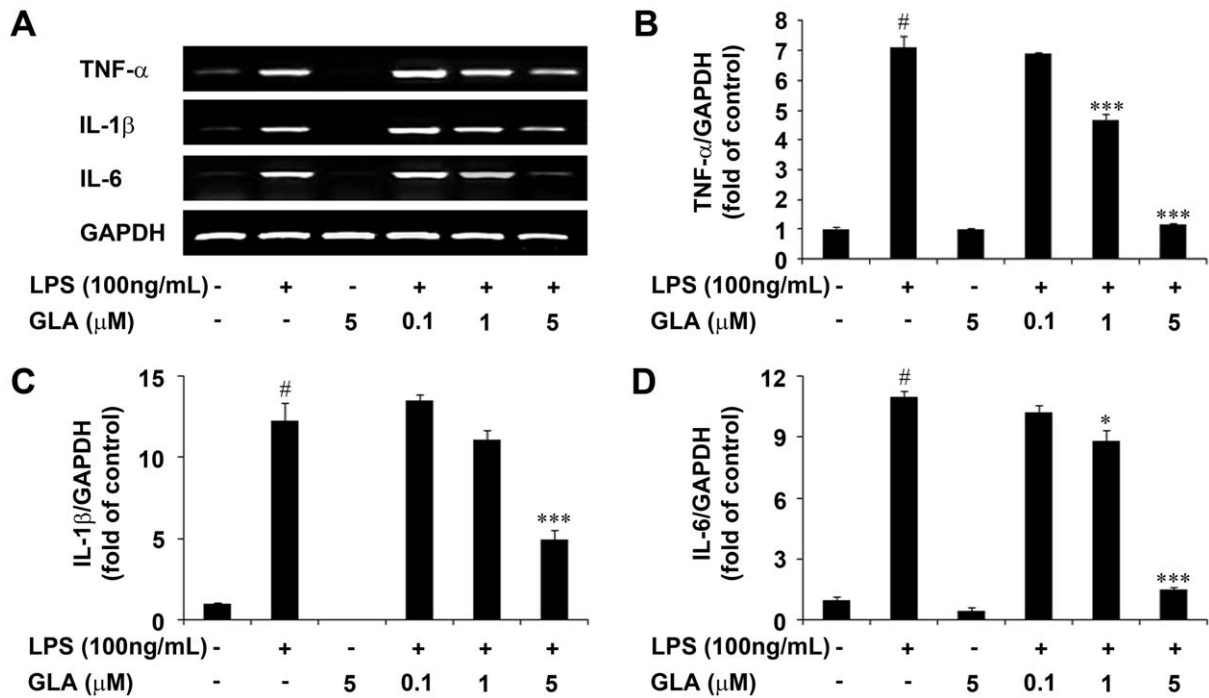 A
TNF-α
IL-1β
IL-6
GAPDH
LPS (100ng/mL) - + - + + +
GLA (μM) - - 5 0.1 1 5
B
TNF-α/GAPDH
(fold of control)
8
7
6
5
4
3
2
1
0
#
***
***
LPS (100ng/mL) - + - + + +
GLA (μM) - - 5 0.1 1 5
C
IL-1β/GAPDH
(fold of control)
15
10
5
0
#
***
LPS (100ng/mL) - + - + + +
GLA (μM) - - 5 0.1 1 5
D
IL-6/GAPDH
(fold of control)
12
9
6
3
0
#
*
***
LPS (100ng/mL) - + - + + +
GLA (μM) - - 5 0.1 1 5